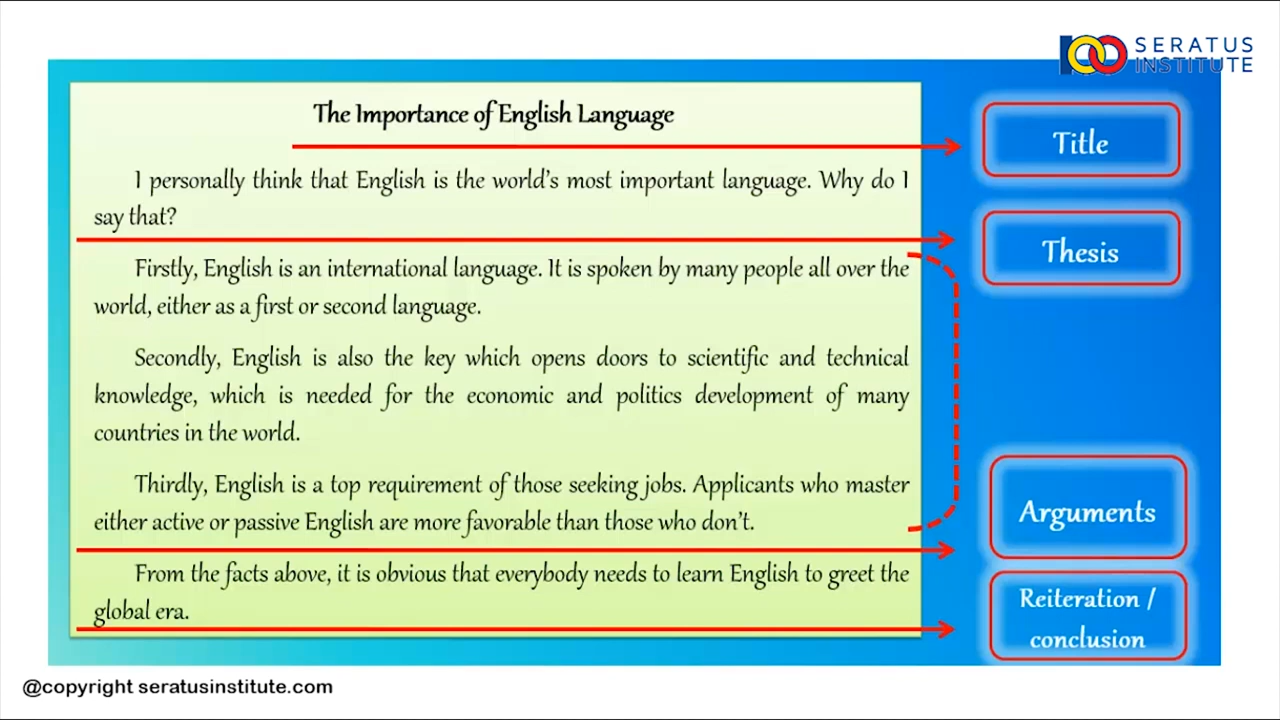 SERATUS
INSTITUTE
The Importance of English Language
Title
I personally think that English is the world's most important language. Why do I
say that?
Thesis
Firstly, English is an international language. It is spoken by many people all over the
world, either as a first or second language.
Secondly, English is also the key which opens doors to scientific and technical
knowledge, which is needed for the economic and politics development of many
countries in the world.
Thirdly, English is a top requirement of those seeking jobs. Applicants who master
either active or passive English are more favorable than those who don't.
Arguments
From the facts above, it is obvious that everybody needs to learn English to greet the
global era.
Reiteration /
conclusion
@copyright seratusinstitute.com